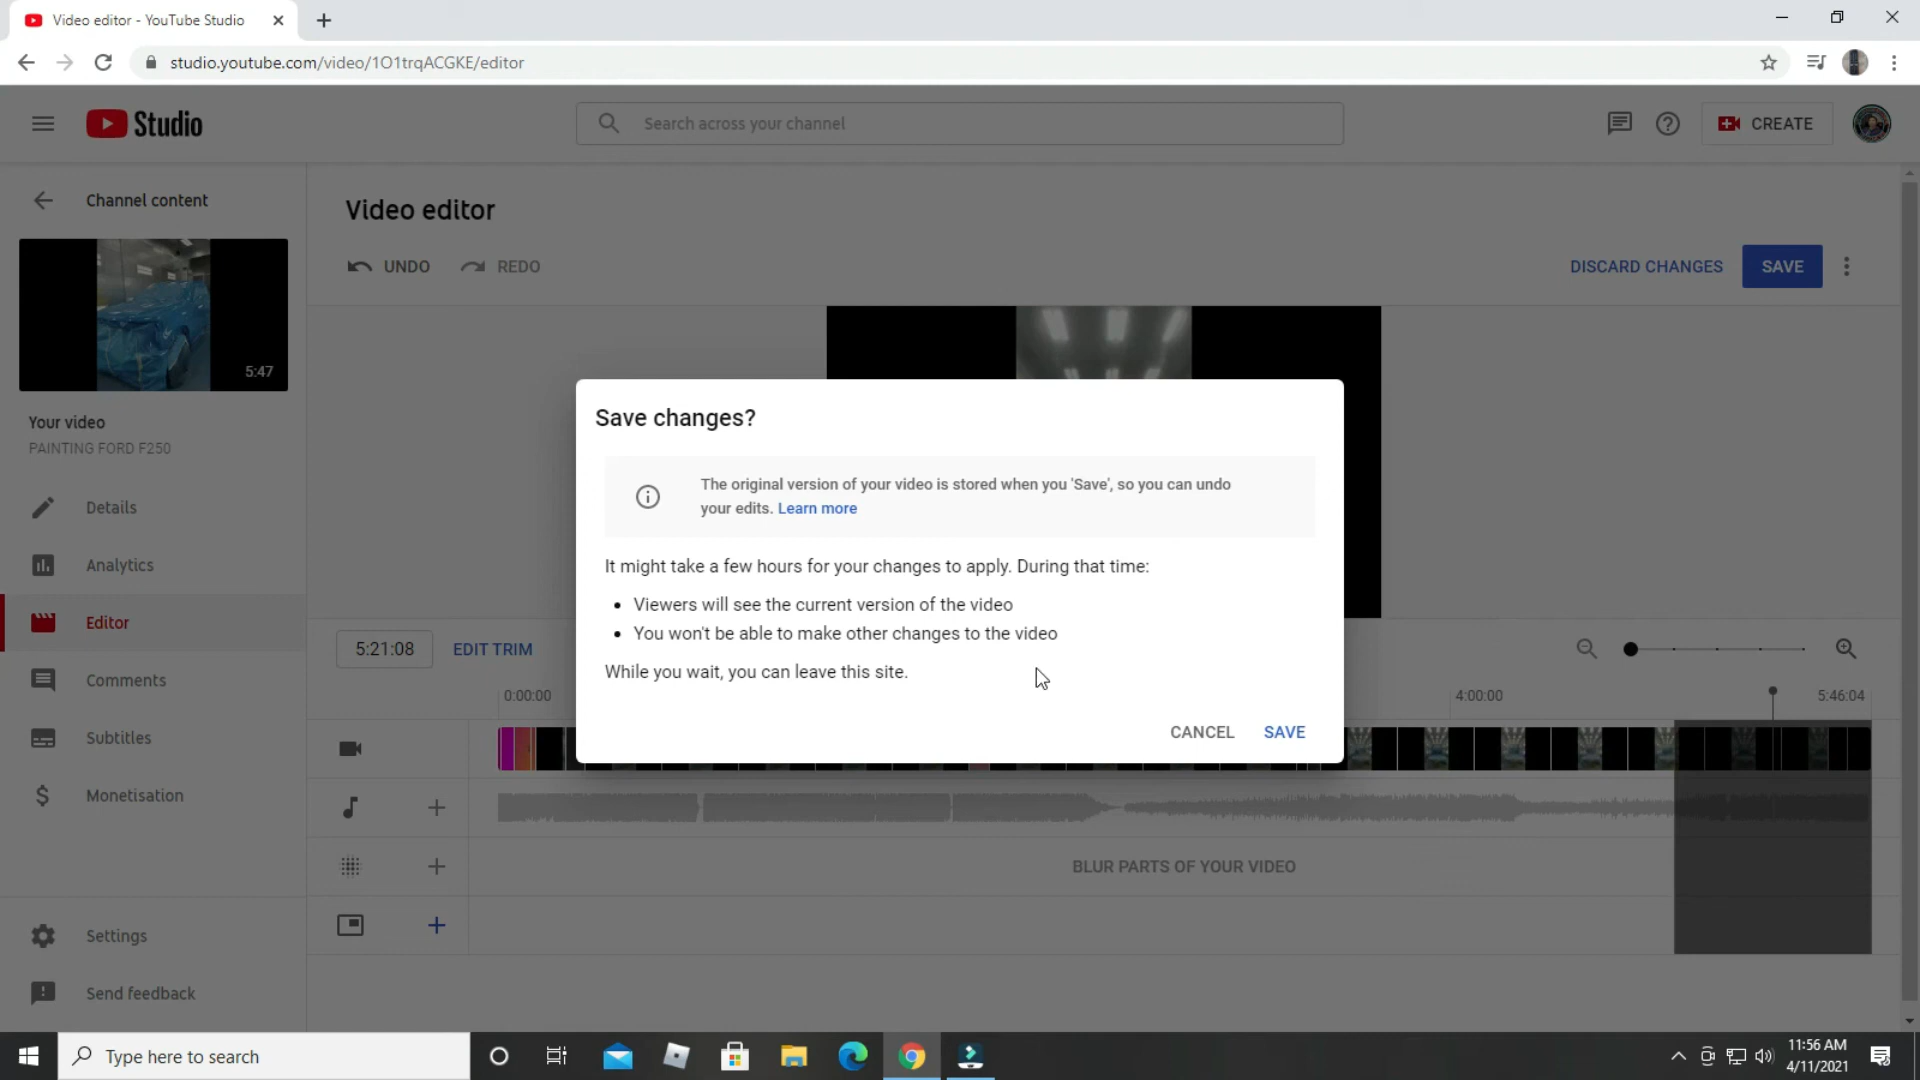 Video editor - YouTube Studio
studio.youtube.com/video/1O1trqACGKE/editor
Studio
Search across your channel
CREATE
Channel content
5:47
Your video
PAINTING FORD F250
Details
Analytics
Editor
Comments
Subtitles
Monetisation
Settings
Send feedback
Video editor
UNDO
REDO
DISCARD CHANGES
SAVE
Save changes?
The original version of your video is stored when you 'Save', so you can undo
your edits. Learn more
It might take a few hours for your changes to apply. During that time:
• Viewers will see the current version of the video
• You won't be able to make other changes to the video
While you wait, you can leave this site.
CANCEL
SAVE
5:21:08
EDIT TRIM
0:00:00
4:00:00
5:46:04
BLUR PARTS OF YOUR VIDEO
Type here to search
11:56 AM
4/11/2021